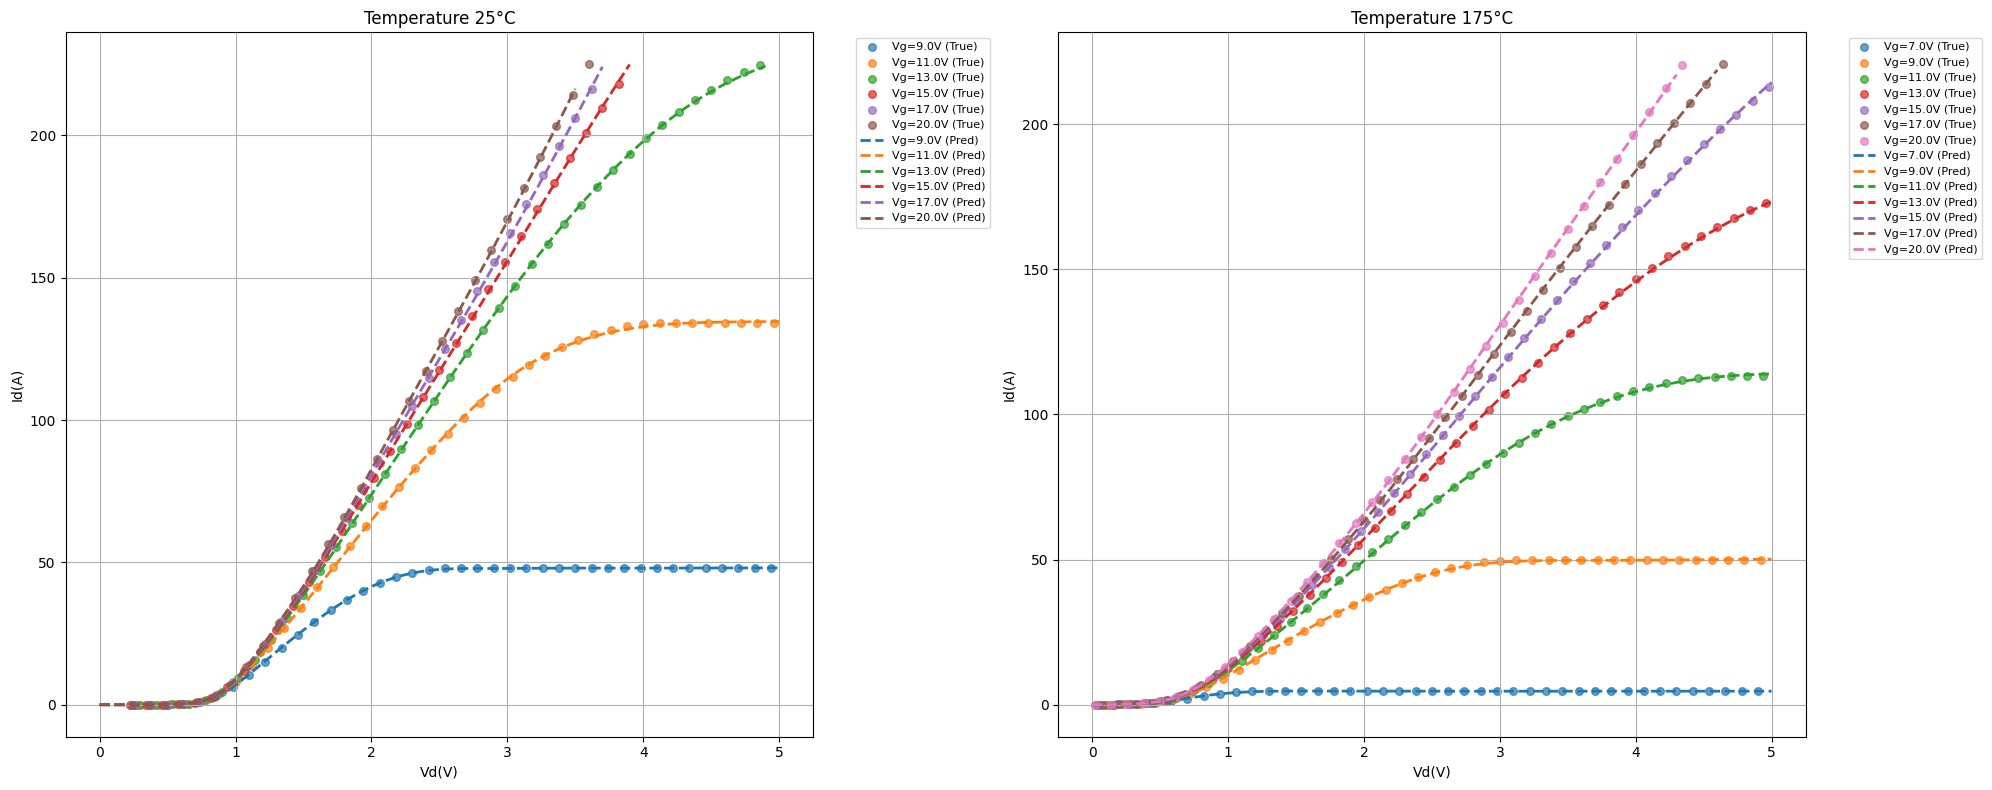 Temperature 25°C
200
150
100
50
0
Id(A)
0
1
2
3
4
5
Vd(V)
Vg=9.0V (True)
Vg=11.0V (True)
Vg=13.0V (True)
Vg=15.0V (True)
Vg=17.0V (True)
Vg=20.0V (True)
Vg=9.0V (Pred)
Vg=11.0V (Pred)
Vg=13.0V (Pred)
Vg=15.0V (Pred)
Vg=17.0V (Pred)
Vg=20.0V (Pred)
Temperature 175°C
200
150
100
50
0
Id(A)
0
1
2
3
4
5
Vd(V)
Vg=7.0V (True)
Vg=9.0V (True)
Vg=11.0V (True)
Vg=13.0V (True)
Vg=15.0V (True)
Vg=17.0V (True)
Vg=20.0V (True)
Vg=7.0V (Pred)
Vg=9.0V (Pred)
Vg=11.0V (Pred)
Vg=13.0V (Pred)
Vg=15.0V (Pred)
Vg=17.0V (Pred)
Vg=20.0V (Pred)